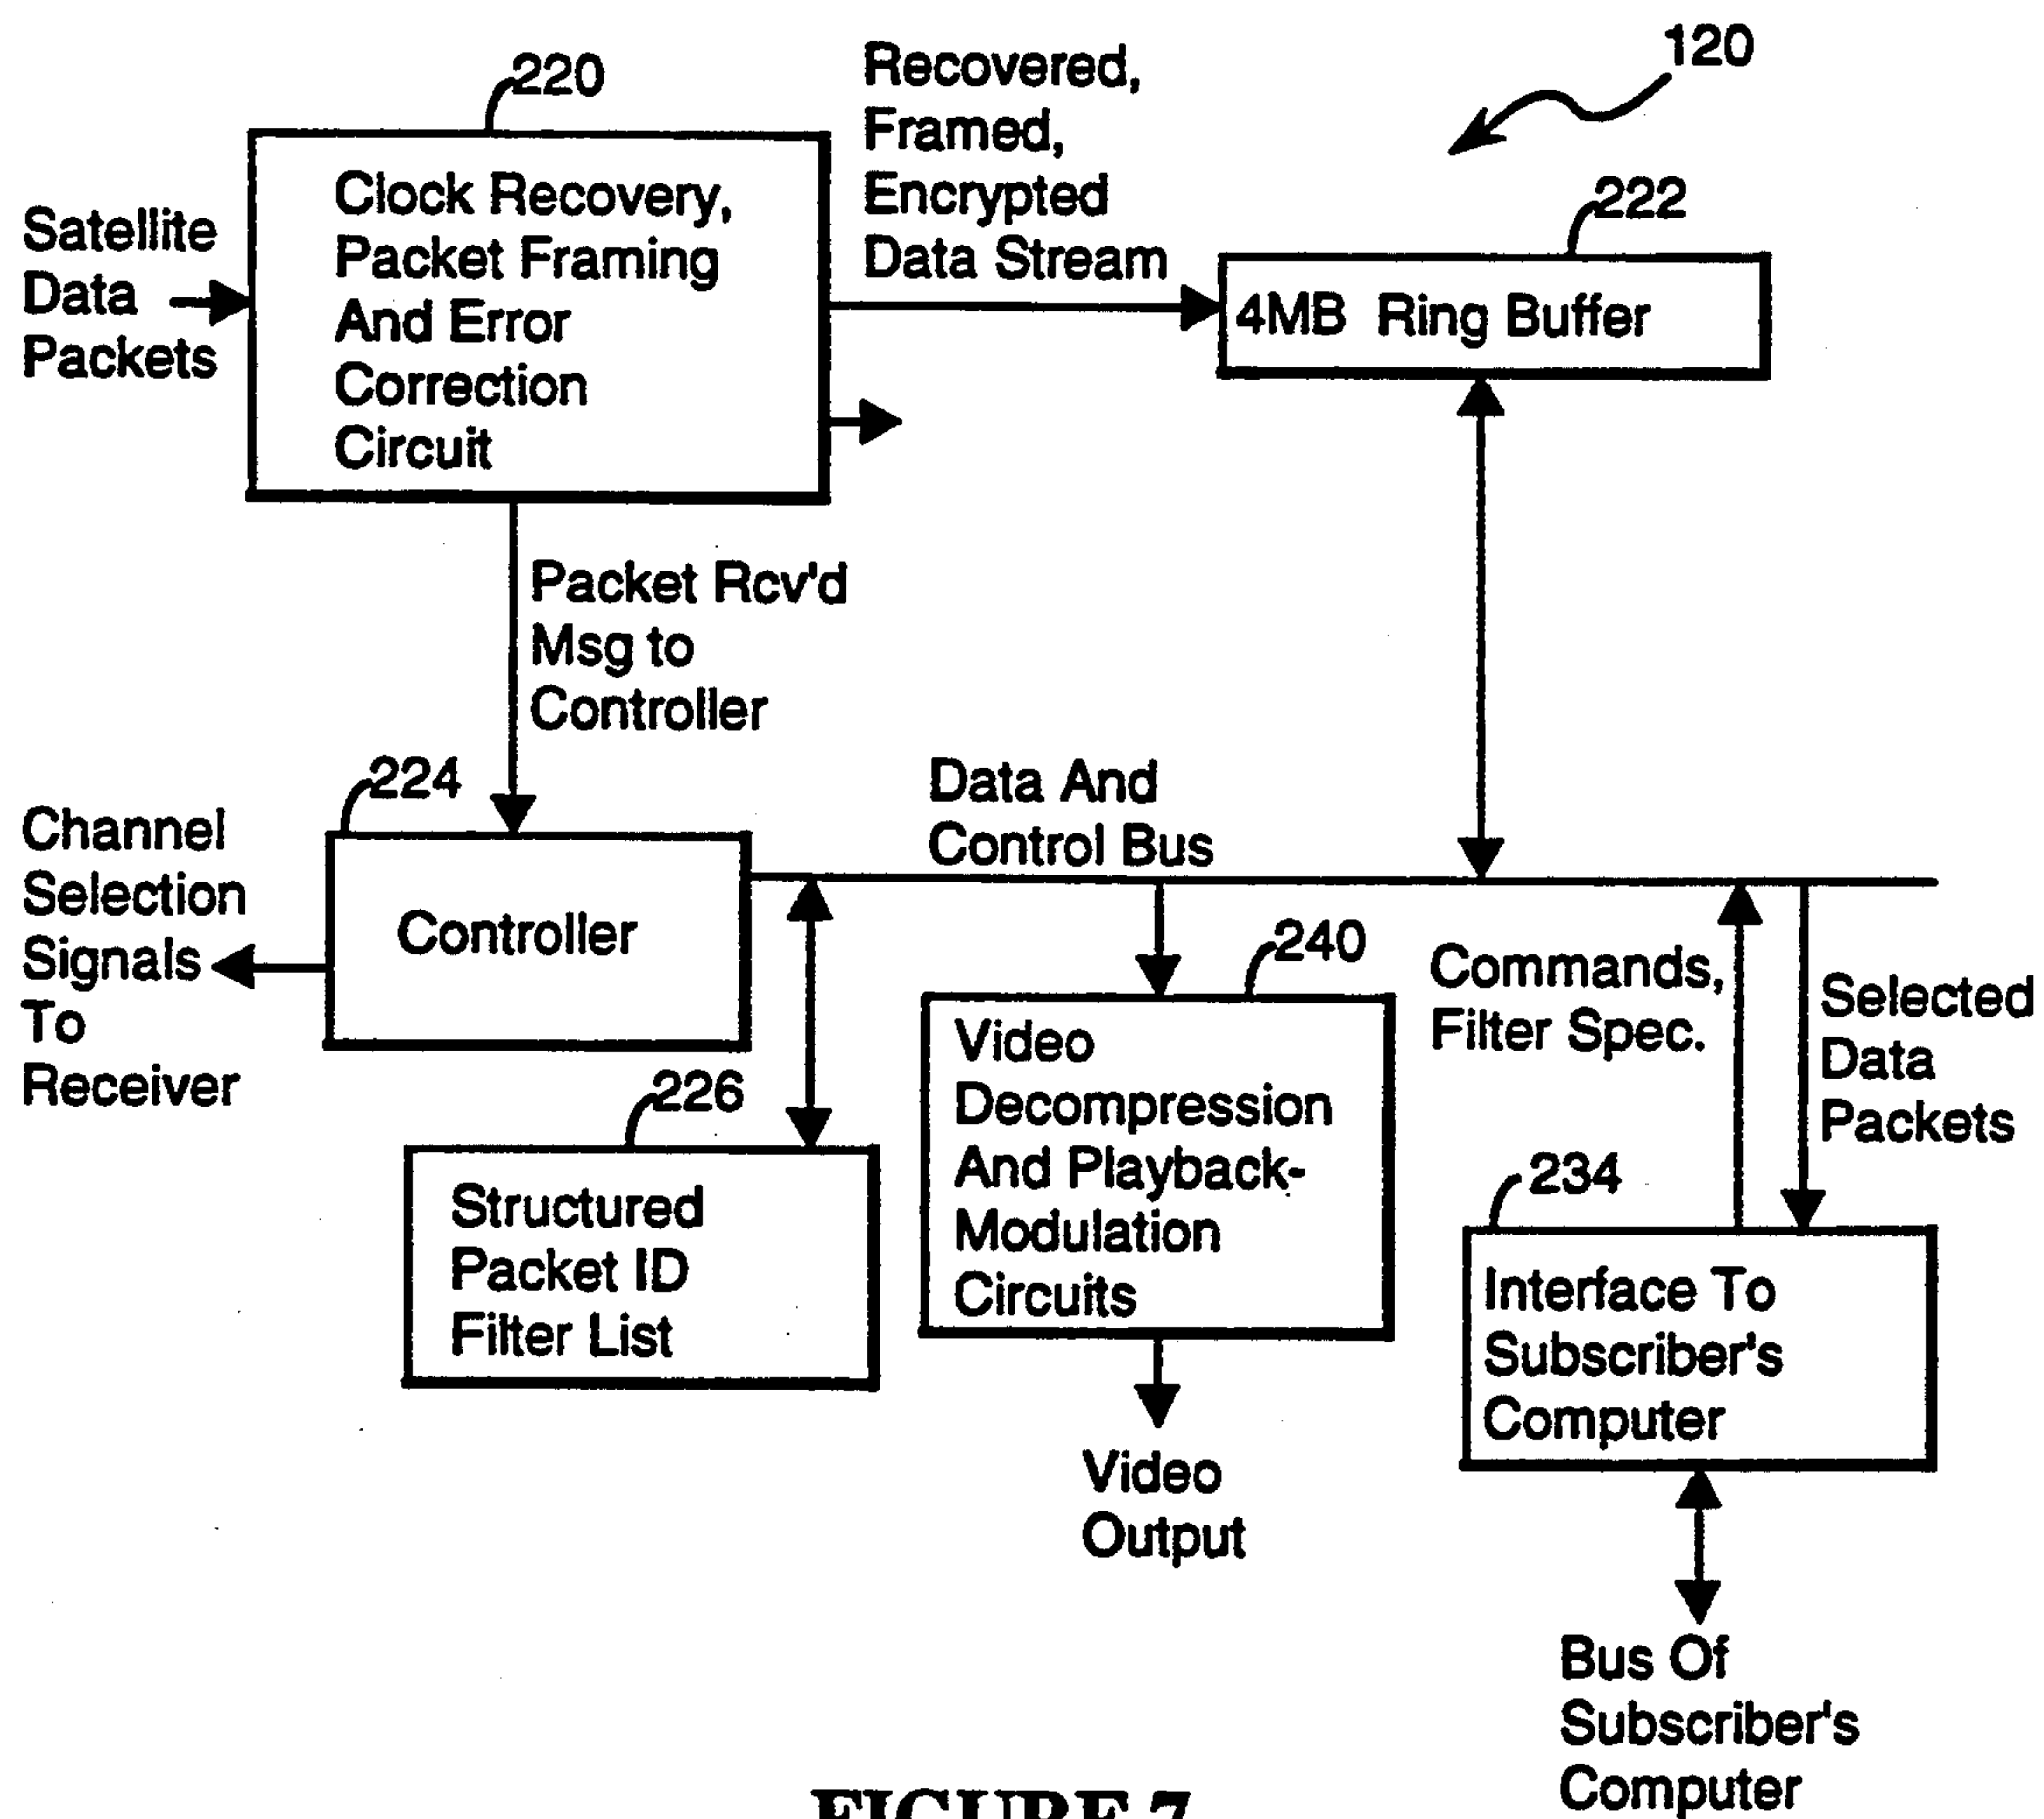 120
220
Recovered,
Framed,
Encrypted
Data Stream
Satellite
Data
Packets
Clock Recovery,
Packet Framing
And Error
Correction
Circuit
222
4MB Ring Buffer
Packet Rcv'd
Msg to
Controller
224
Channel
Selection
Signals
To
Receiver
Controller
Data And
Control Bus
226
Structured
Packet ID
Filter List
240
Video
Decompression
And Playback-
Modulation
Circuits
Video
Output
Commands,
Filter Spec.
Selected
Data
Packets
234
Interface To
Subscriber's
Computer
Bus Of
Subscriber's
Computer
FIGURE 7